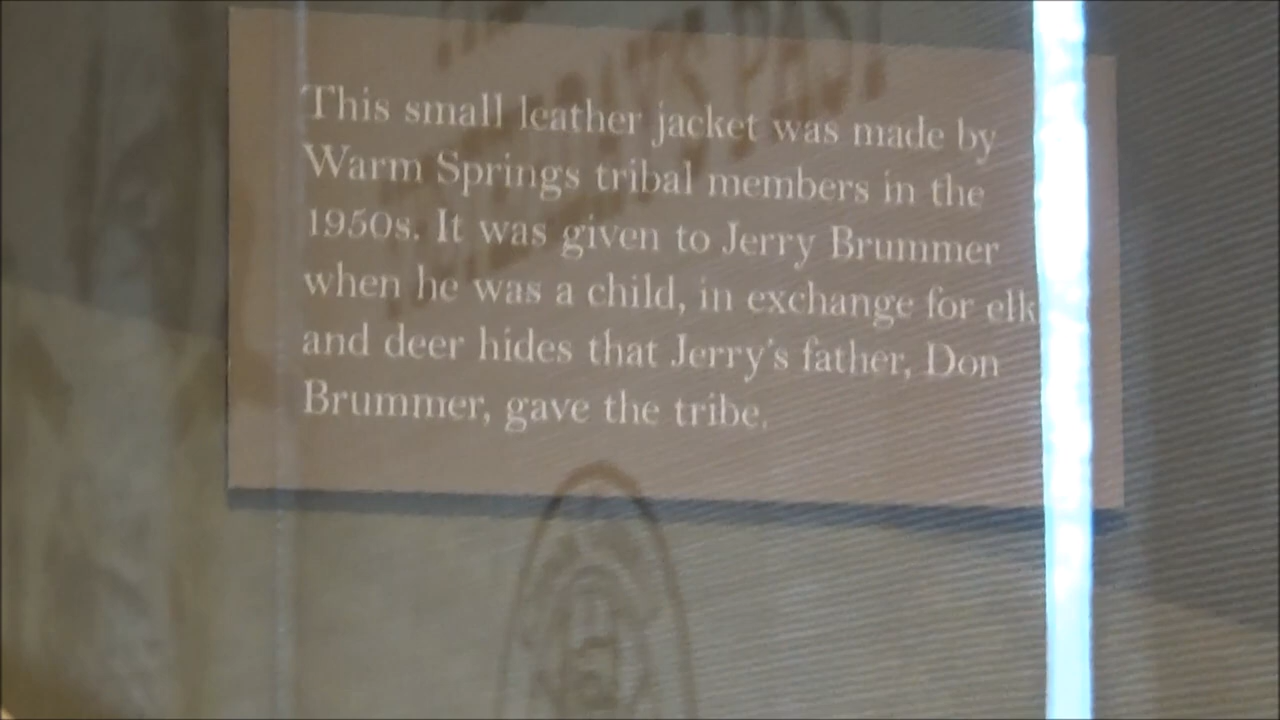 This small leather jacket was made by
Warm Springs tribal members in the
1950s. It was given to Jerry Brummer
when he was a child, in exchange for elk
and deer hides that Jerry's father, Don
Brummer, gave the tribe.